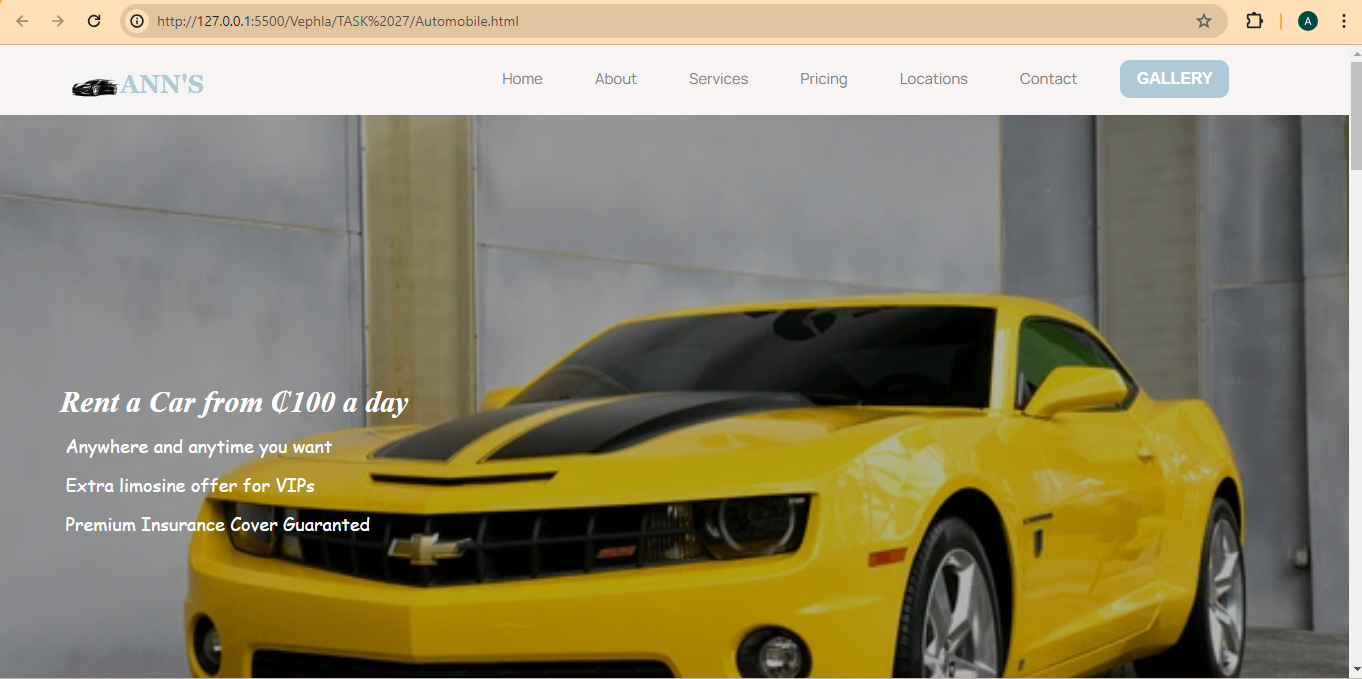 http://127.0.0.1:5500/Vephla/TASK%2027/Automobile.html
A
ANN'S
Home About Services Pricing Locations Contact GALLERY
Rent a Car from ₵100 a day
Anywhere and anytime you want
Extra limosine offer for VIPs
Premium Insurance Cover Guaranted